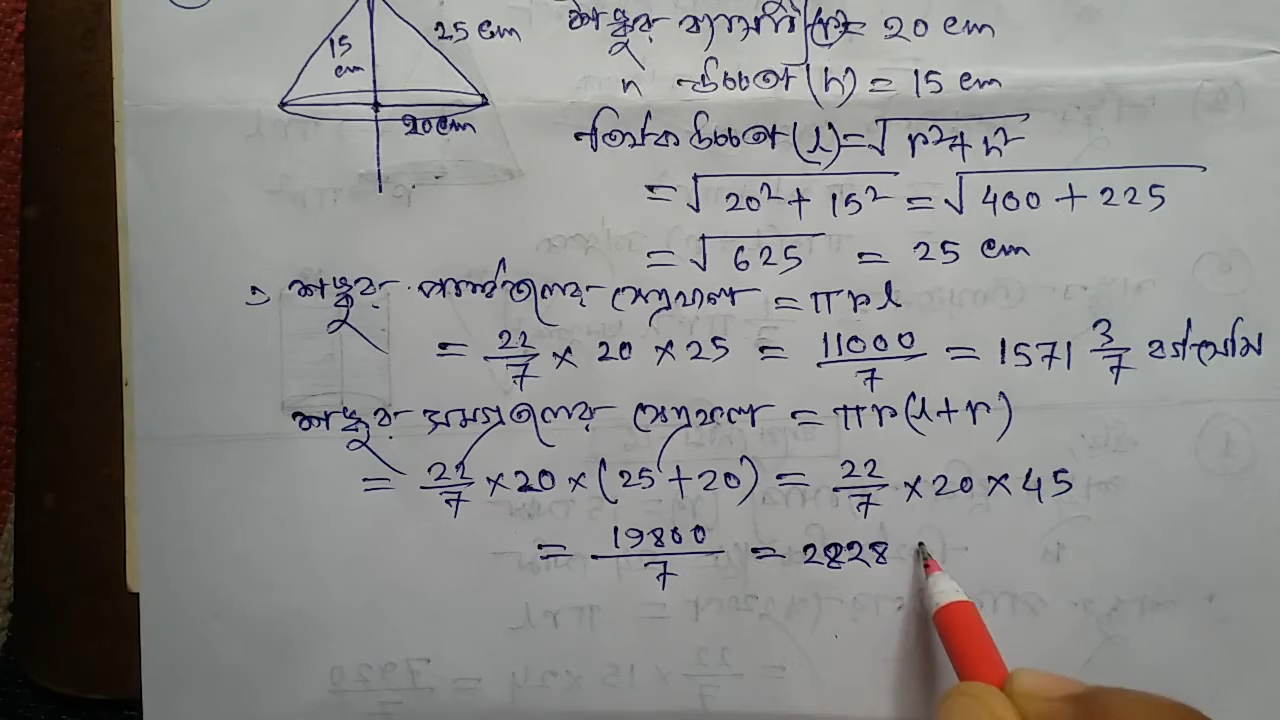 15 cm
25 cm
20 cm
শঙ্কুর ব্যাসার্ধ (r) = 20 cm
" উচ্চতা (h) = 15 cm
তির্যক উচ্চতা (l) = √r²+h²
= √20² + 15² = √400 + 225
= √625 = 25 cm
∴ শঙ্কুর পার্শ্বতলের ক্ষেত্রফল = πrl
= 22/7 × 20 × 25 = 11000/7 = 1571 3/7 বর্গসেমি
শঙ্কুর সমগ্রতলের ক্ষেত্রফল = πr(l+r)
= 22/7 × 20 × (25 + 20) = 22/7 × 20 × 45
= 19800/7 = 2828